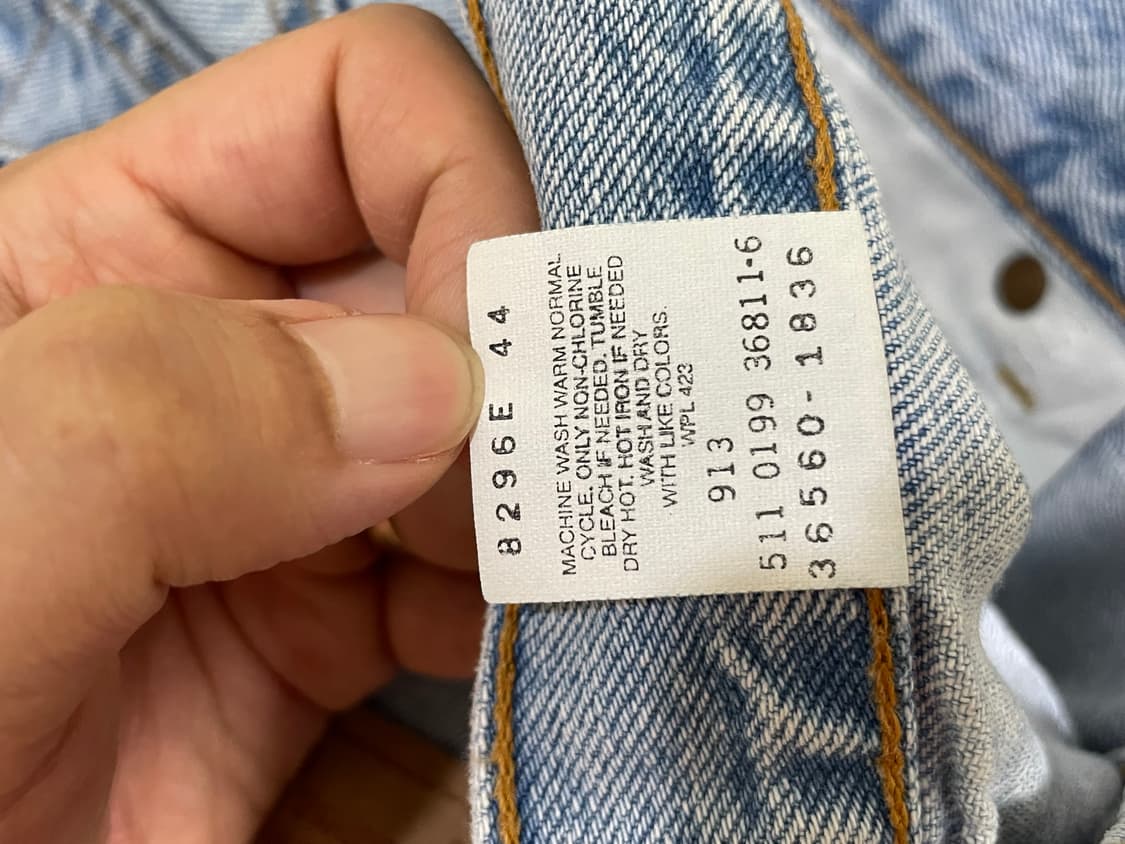 8296E 44
MACHINE WASH WARM NORMAL
CYCLE. ONLY NON-CHLORINE
BLEACH IF NEEDED. TUMBLE
DRY HOT. HOT IRON IF NEEDED
WASH AND DRY
WITH LIKE COLORS.
WPL 423
913
511 0199 36811·6
36560-1836